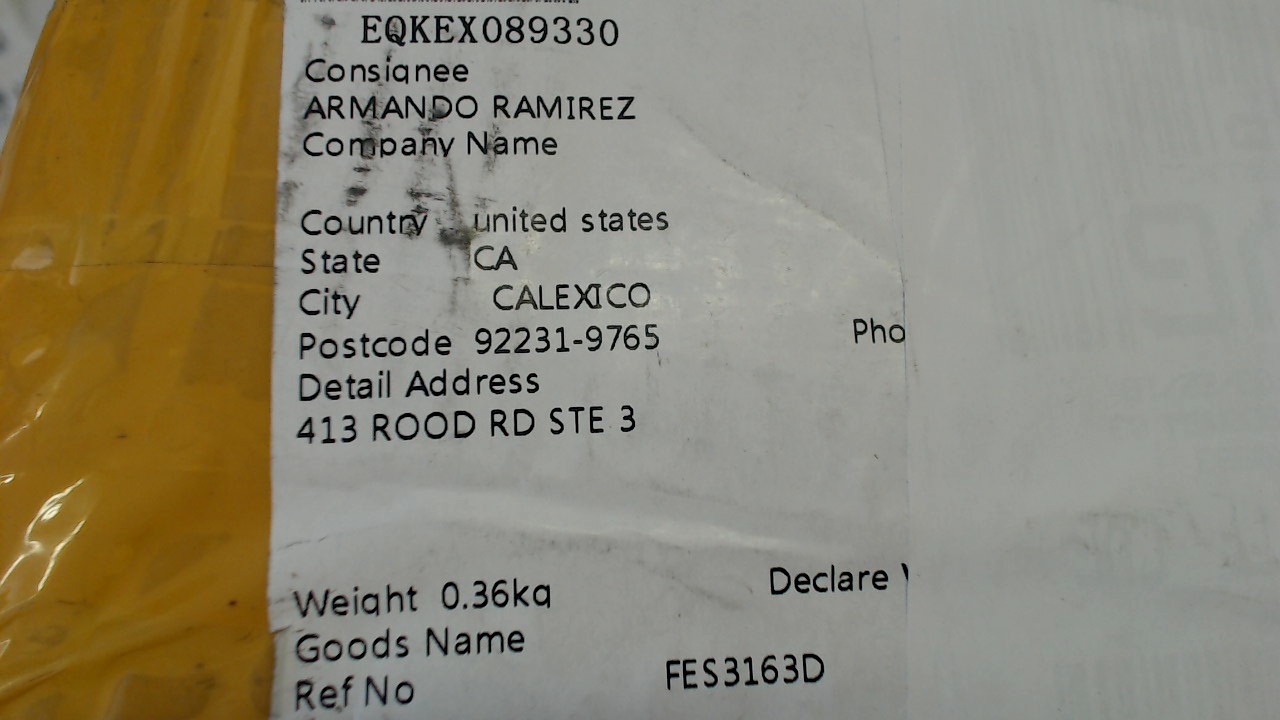 EQKEX089330
Consignee
ARMANDO RAMIREZ
Company Name
Country united states
State CA
City CALEXICO
Postcode 92231-9765 Pho
Detail Address
413 ROOD RD STE 3
Weight 0.36kg Declare
Goods Name
Ref No FES3163D